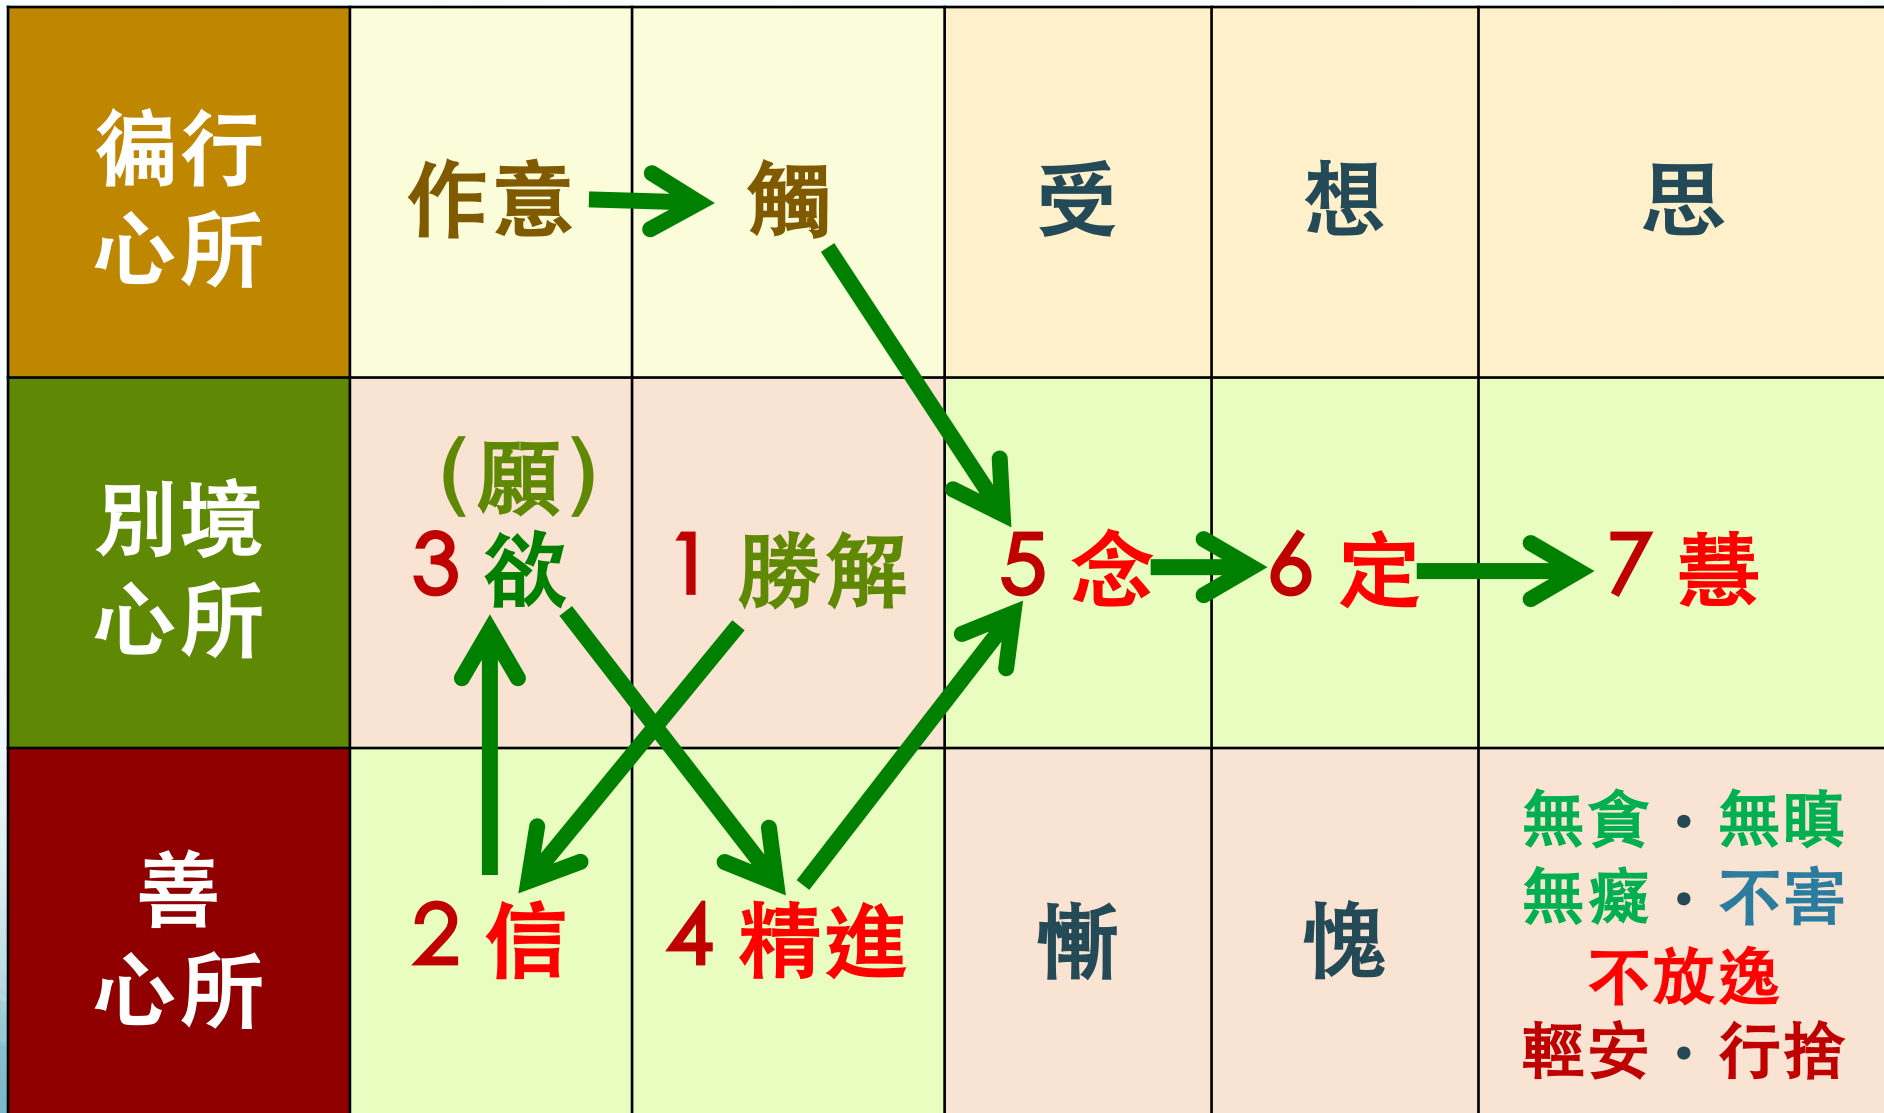 徧行
心所
作意
觸
受
想
思
別境
心所
(願)
3 欲
1 勝解
5 念
6 定
7 慧
善
心所
2 信
4 精進
慚
愧
無貪・無瞋
無癡・不害
不放逸
輕安・行捨